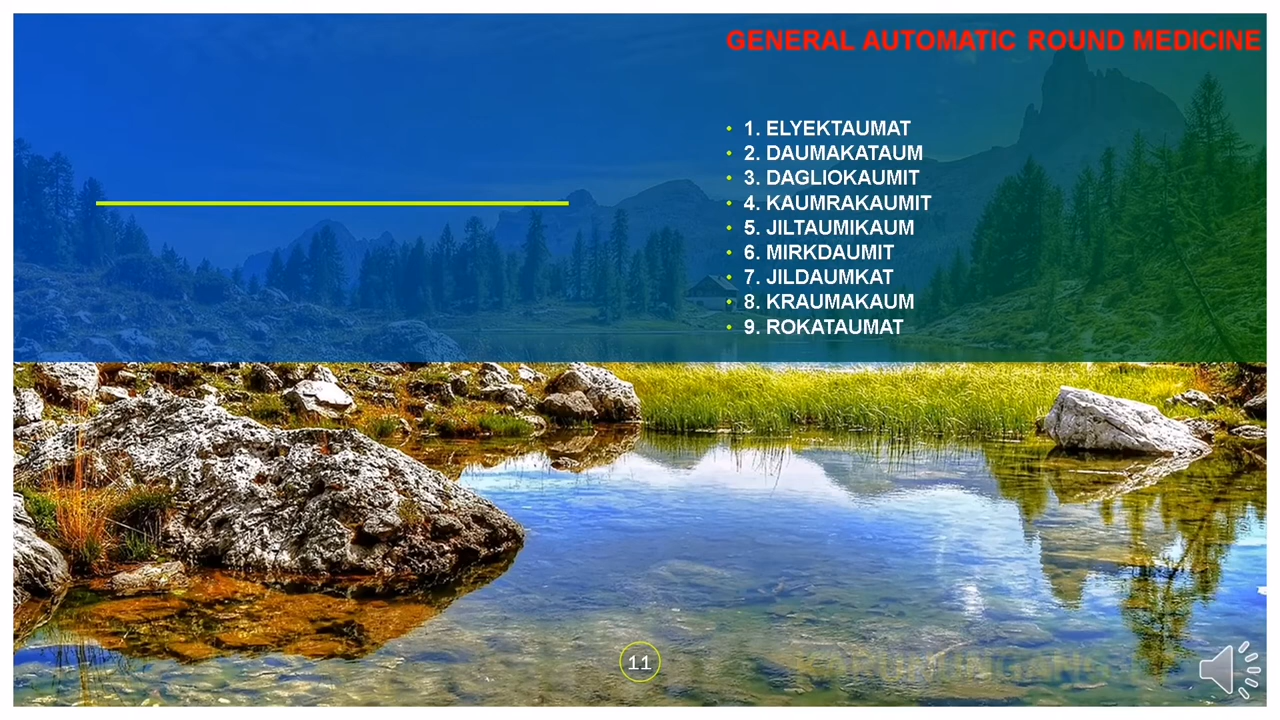 GENERAL AUTOMATIC ROUND MEDICINE
• 1. ELYEKTAUMAT
• 2. DAUMAKATAUM
• 3. DAGLIOKAUMIT
• 4. KAUMRAKAUMIT
• 5. JILTAUMIKAUM
• 6. MIRKDAUMIT
• 7. JILDAUMKAT
• 8. KRAUMAKAUM
• 9. ROKATAUMAT
11